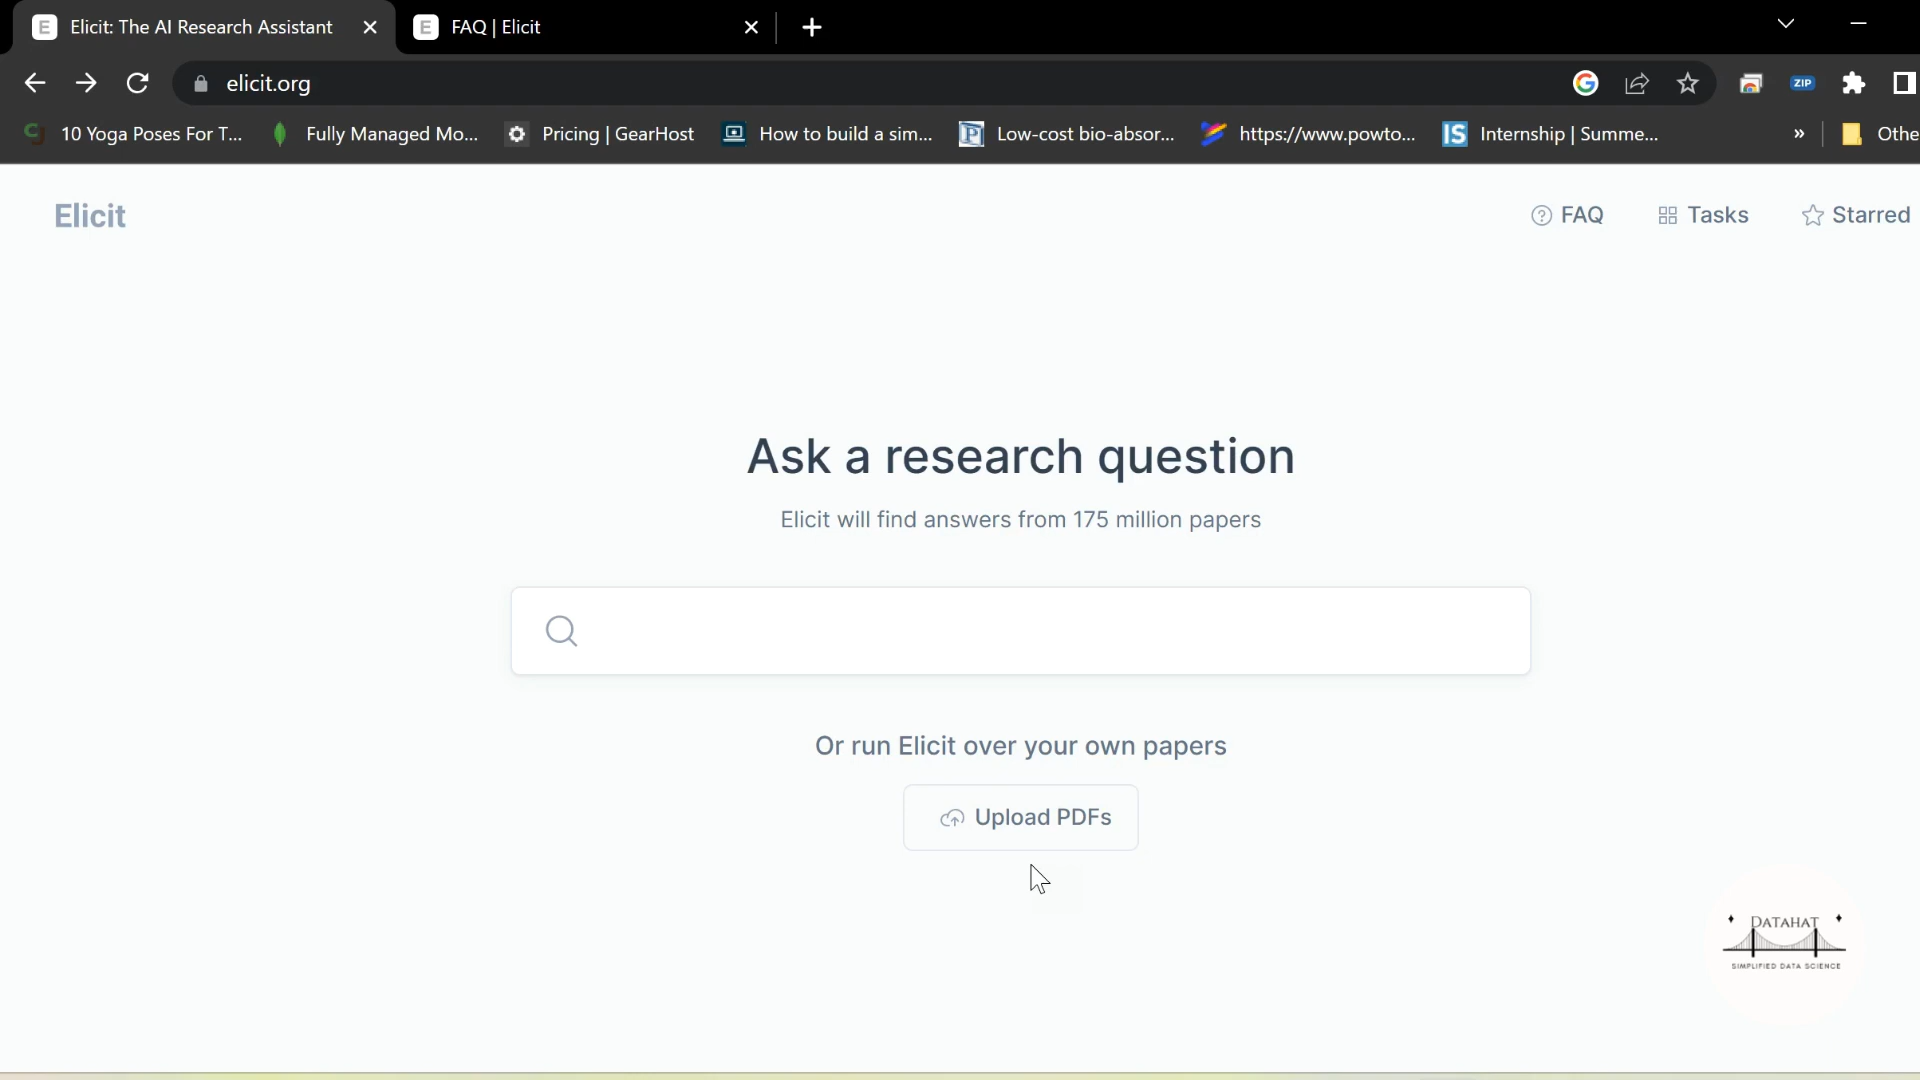 E Elicit: The AI Research Assistant
E FAQ | Elicit
elicit.org
ZIP
10 Yoga Poses For T...
Fully Managed Mo...
Pricing | GearHost
How to build a sim...
P Low-cost bio-absor...
https://www.powto...
IS Internship | Summe...
»
Othe
Elicit
FAQ
Tasks
Starred
Ask a research question
Elicit will find answers from 175 million papers
Or run Elicit over your own papers
Upload PDFs
DATAHAT
SIMPLIFIED DATA SCIENCE